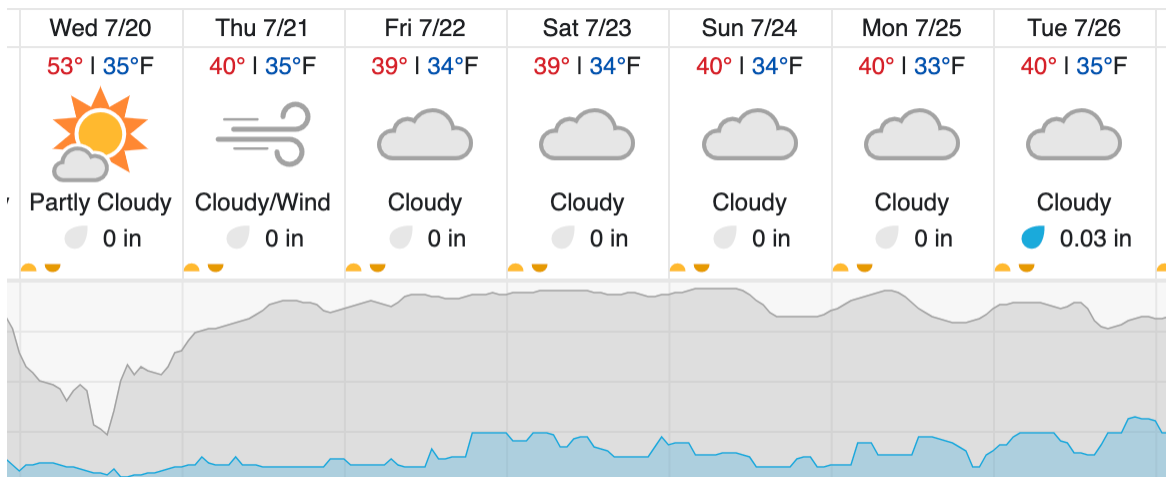 Wed 7/20
Thu 7/21
Fri 7/22
Sat 7/23
Sun 7/24
Mon 7/25
Tue 7/26
53° | 35°F
40° | 35°F
39° | 34°F
39° | 34°F
40° | 34°F
40° | 33°F
40° | 35°F
Partly Cloudy
Cloudy/Wind
Cloudy
Cloudy
Cloudy
Cloudy
Cloudy
0 in
0 in
0 in
0 in
0 in
0 in
0.03 in